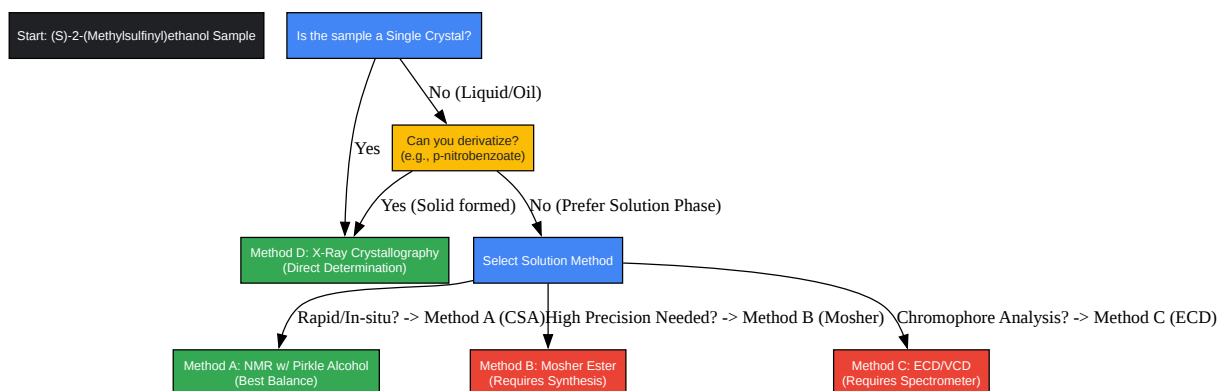 Start: (S)-2-(Methylsulfinyl)ethanol Sample
Is the sample a Single Crystal?
No (Liquid/Oil)
Can you derivatize?
(e.g., p-nitrobenzoate)
Yes
Yes (Solid formed)
No (Prefer Solution Phase)
Method D: X-Ray Crystallography
(Direct Determination)
Select Solution Method
Rapid/In-situ? -> Method A (CSA)
High Precision Needed? -> Method B (Mosher)
Chromophore Analysis? -> Method C (ECD)
Method A: NMR w/ Pirkle Alcohol
(Best Balance)
Method B: Mosher Ester
(Requires Synthesis)
Method C: ECD/VCD
(Requires Spectrometer)